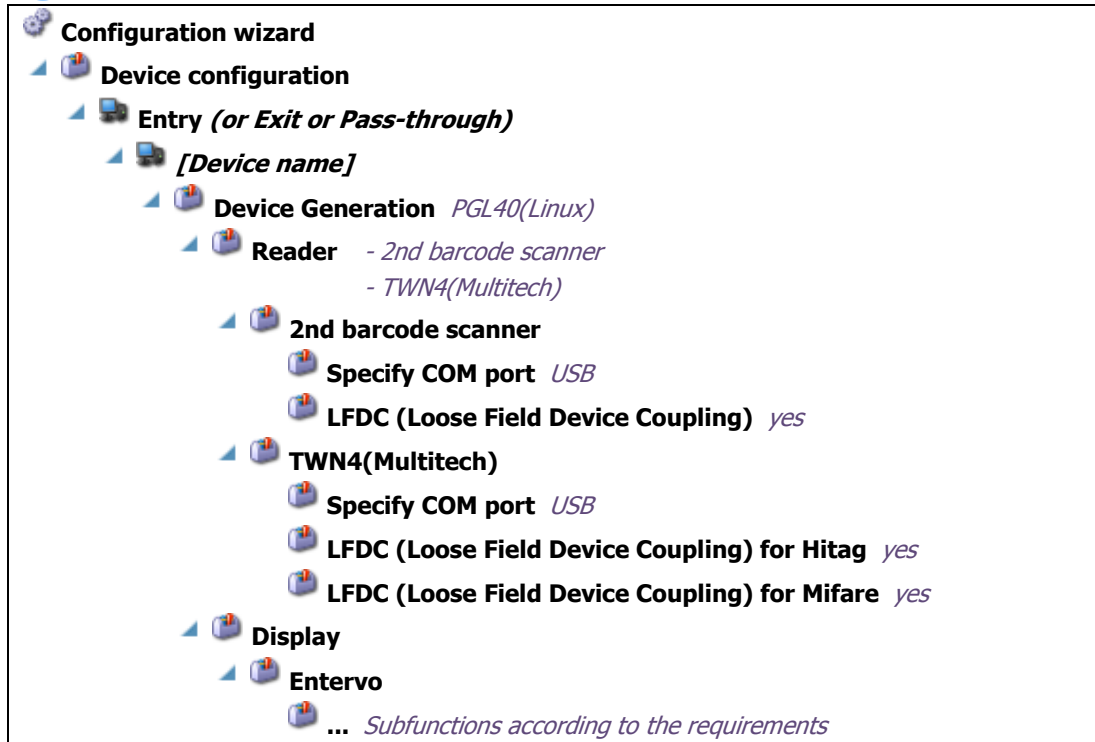 Configuration wizard
Device configuration
Entry (or Exit or Pass-through)
[Device name]
Device Generation PGL40(Linux)
Reader - 2nd barcode scanner
- TWN4(Multitech)
2nd barcode scanner
Specify COM port USB
LFDC (Loose Field Device Coupling) yes
TWN4(Multitech)
Specify COM port USB
LFDC (Loose Field Device Coupling) for Hitag yes
LFDC (Loose Field Device Coupling) for Mifare yes
Display
Entervo
... Subfunctions according to the requirements